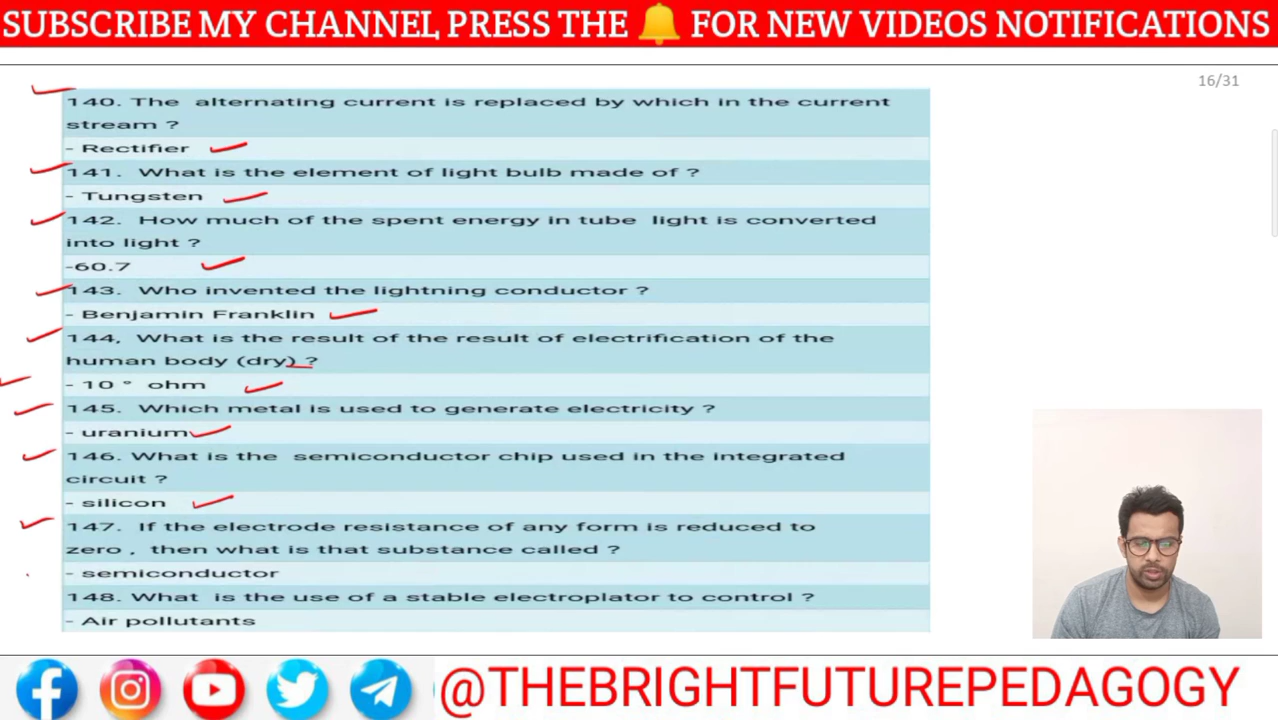 SUBSCRIBE MY CHANNEL, PRESS THE 🔔 FOR NEW VIDEOS NOTIFICATIONS
16/31
140. The alternating current is replaced by which in the current
stream ?
- Rectifier
141. What is the element of light bulb made of ?
- Tungsten
142. How much of the spent energy in tube light is converted
into light ?
-60.7
143. Who invented the lightning conductor ?
- Benjamin Franklin
144, What is the result of the result of electrification of the
human body (dry) ?
- 10 ° ohm
145. Which metal is used to generate electricity ?
- uranium
146. What is the semiconductor chip used in the integrated
circuit ?
- silicon
147. If the electrode resistance of any form is reduced to
zero , then what is that substance called ?
- semiconductor
148. What is the use of a stable electroplator to control ?
- Air pollutants
@THEBRIGHTFUTUREPEDAGOGY